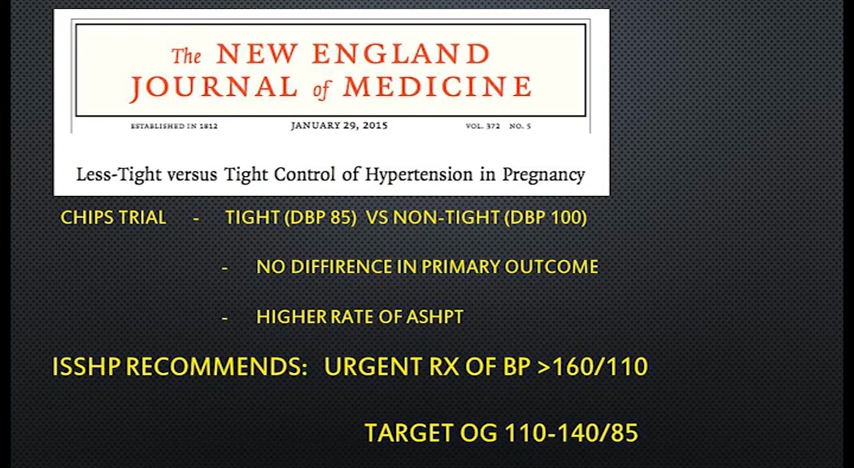 The NEW ENGLAND
JOURNAL of MEDICINE
ESTABLISHED IN 1812 JANUARY 29, 2015 VOL. 372 NO. 5
Less-Tight versus Tight Control of Hypertension in Pregnancy
CHIPS TRIAL - TIGHT (DBP 85) VS NON-TIGHT (DBP 100)
- NO DIFFIRENCE IN PRIMARY OUTCOME
- HIGHER RATE OF ASHPT
ISSHP RECOMMENDS: URGENT RX OF BP >160/110
TARGET OG 110-140/85